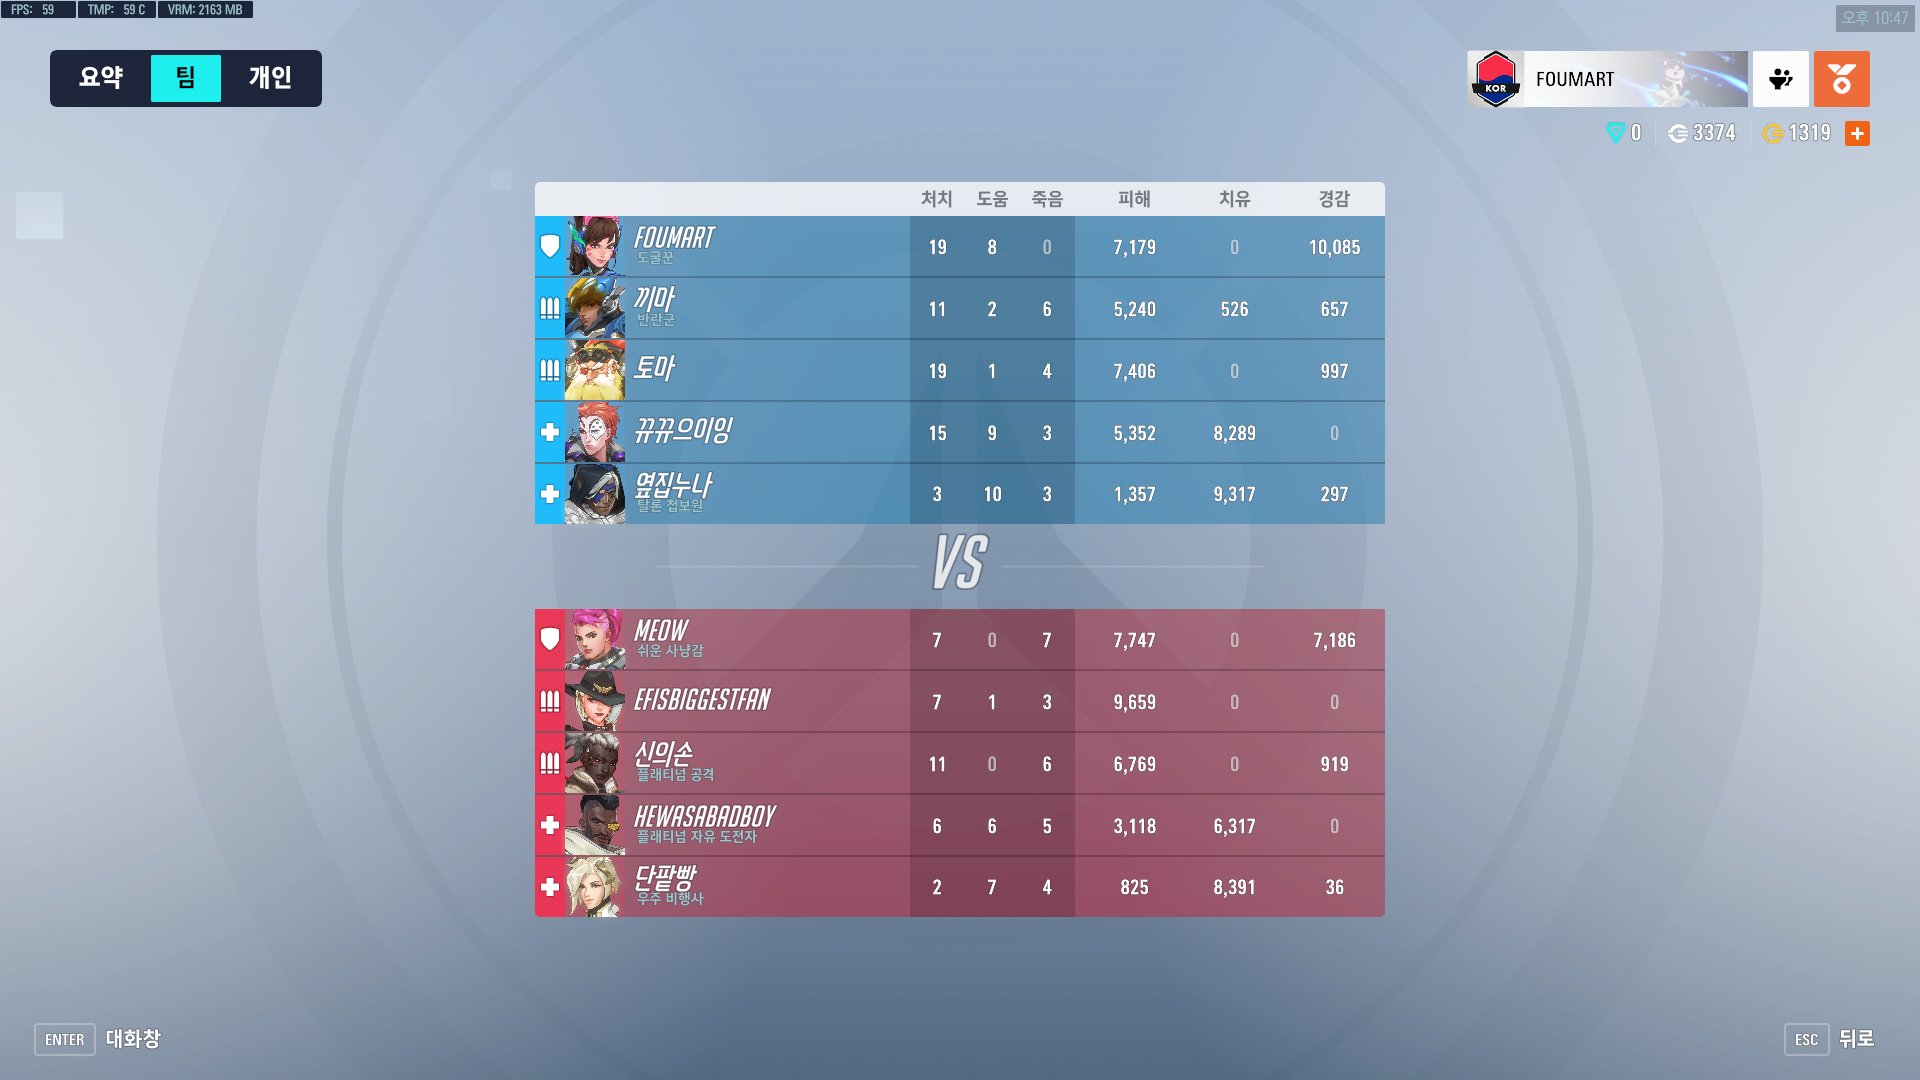 FPS: 59 TMP: 59 C VRM: 2163 MB
오후 10:47
요약 팀 개인
KOR FOUMART
0 3374 1319 +
처치 도움 죽음 피해 치유 경감
FOUMART 19 8 0 7,179 0 10,085
도굴꾼
끼마 11 2 6 5,240 526 657
반란군
토마 19 1 4 7,406 0 997
뀨뀨으이잉 15 9 3 5,352 8,289 0
옆집누나 3 10 3 1,357 9,317 297
탈론 첩보원
VS
MEOW 7 0 7 7,747 0 7,186
쉬운 사냥감
EFISBIGGESTFAN 7 1 3 9,659 0 0
신의손 11 0 6 6,769 0 919
플래티넘 공격
HEWASABADBOY 6 6 5 3,118 6,317 0
플래티넘 자유 도전자
단팥빵 2 7 4 825 8,391 36
우주 비행사
ENTER 대화창
ESC 뒤로